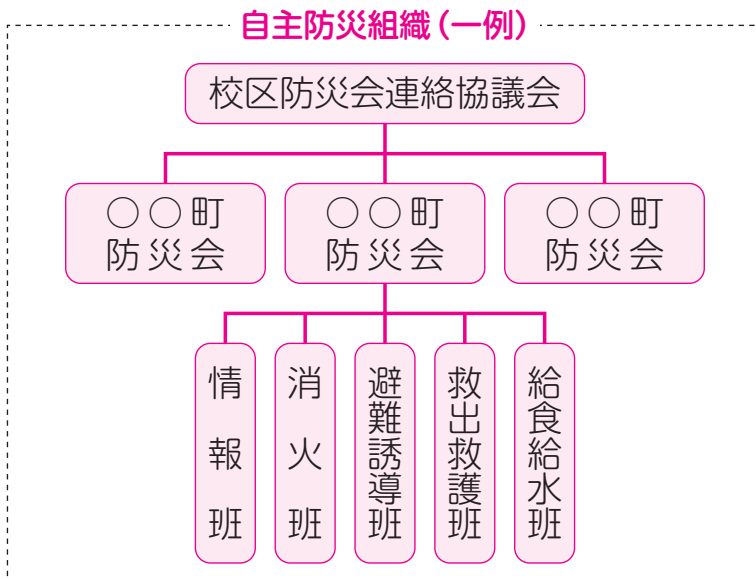 自主防災組織(一例)
校区防災会連絡協議会
○○町
防災会
○○町
防災会
○○町
防災会
情報班
消火班
避難誘導班
救出救護班
給食給水班